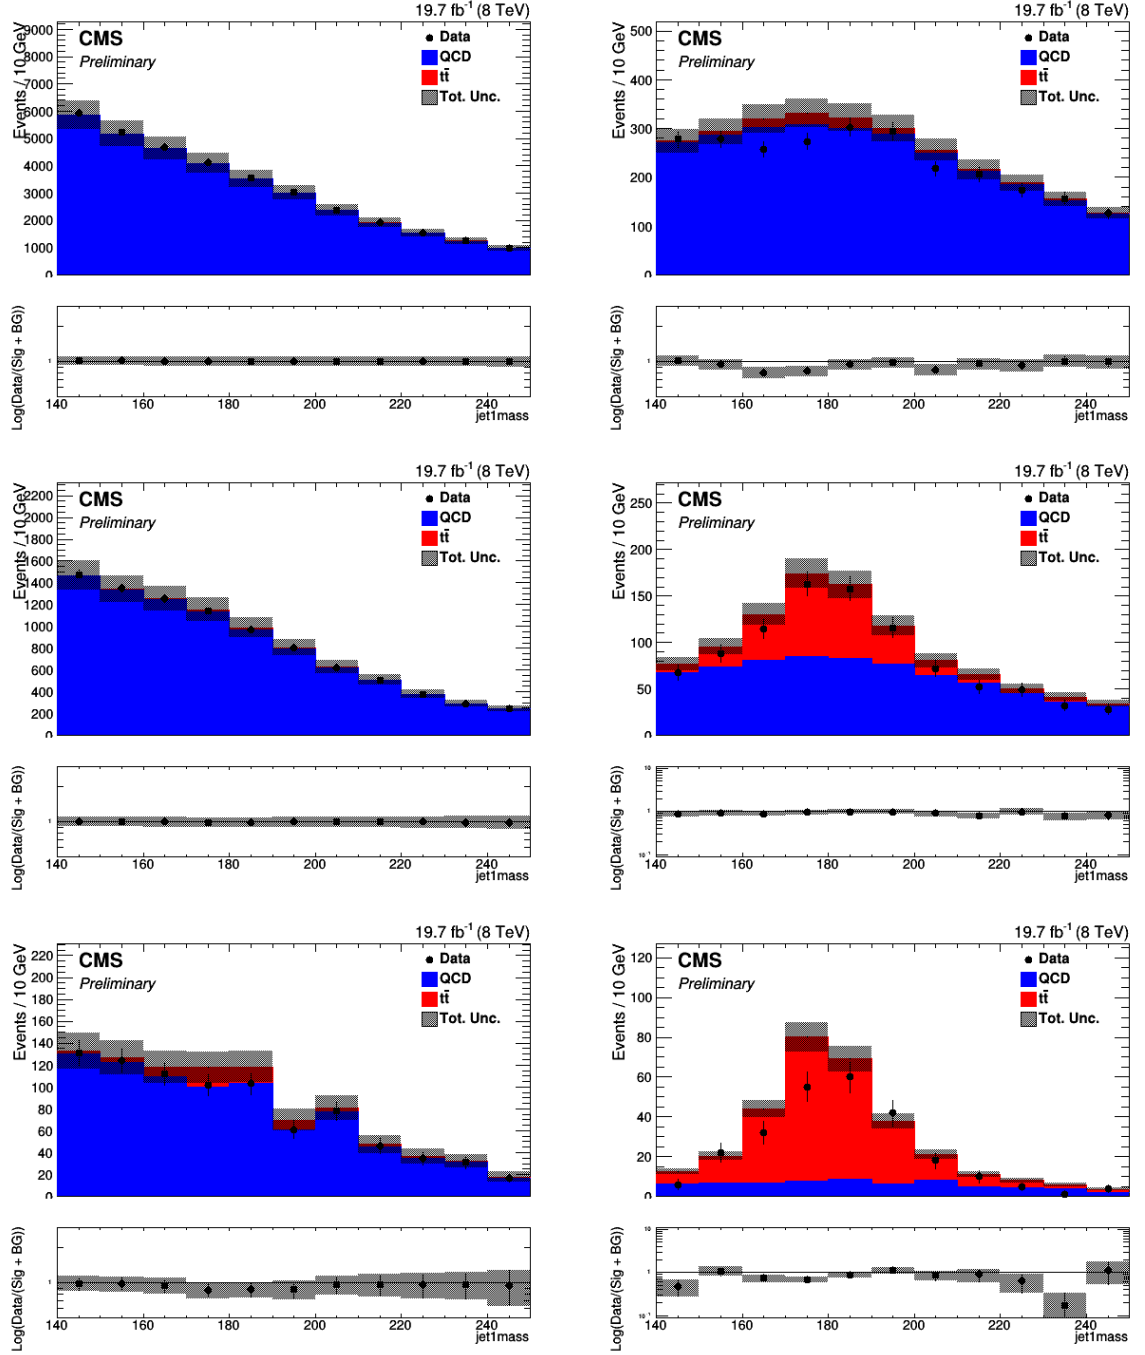 19.7 fb⁻¹ (8 TeV)
CMS
Preliminary
Data
QCD
tt̄
Tot. Unc.
Events / 10 GeV
9000
8000
7000
6000
5000
4000
3000
2000
1000
0
Log(Data/(Sig + BG))
1
140 160 180 200 220 240
jet1mass
19.7 fb⁻¹ (8 TeV)
CMS
Preliminary
Data
QCD
tt̄
Tot. Unc.
Events / 10 GeV
500
400
300
200
100
0
Log(Data/(Sig + BG))
1
140 160 180 200 220 240
jet1mass
19.7 fb⁻¹ (8 TeV)
CMS
Preliminary
Data
QCD
tt̄
Tot. Unc.
Events / 10 GeV
2200
2000
1800
1600
1400
1200
1000
800
600
400
200
0
Log(Data/(Sig + BG))
1
140 160 180 200 220 240
jet1mass
19.7 fb⁻¹ (8 TeV)
CMS
Preliminary
Data
QCD
tt̄
Tot. Unc.
Events / 10 GeV
250
200
150
100
50
0
Log(Data/(Sig + BG))
10
1
10⁻¹
140 160 180 200 220 240
jet1mass
19.7 fb⁻¹ (8 TeV)
CMS
Preliminary
Data
QCD
tt̄
Tot. Unc.
Events / 10 GeV
220
200
180
160
140
120
100
80
60
40
20
0
Log(Data/(Sig + BG))
1
140 160 180 200 220 240
jet1mass
19.7 fb⁻¹ (8 TeV)
CMS
Preliminary
Data
QCD
tt̄
Tot. Unc.
Events / 10 GeV
120
100
80
60
40
20
0
Log(Data/(Sig + BG))
10
1
10⁻¹
140 160 180 200 220 240
jet1mass